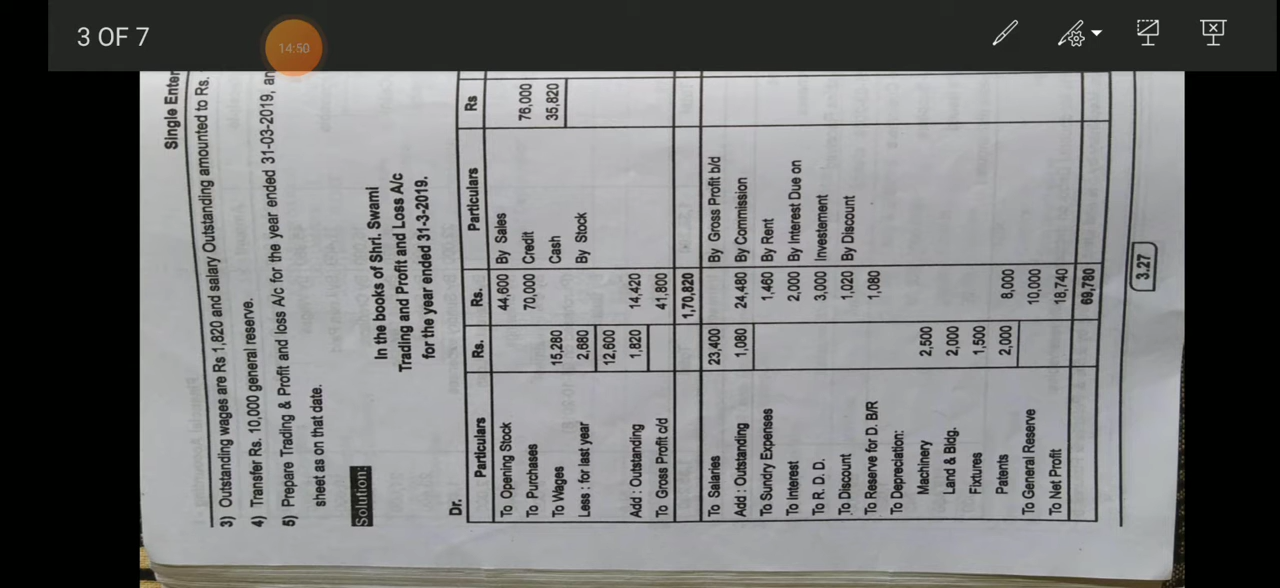 3 OF 7
14:50
Single Enter
3) Outstanding wages are Rs 1,820 and salary Outstanding amounted to Rs.
4) Transfer Rs. 10,000 general reserve.
5) Prepare Trading & Profit and loss A/c for the year ended 31-03-2019, an
sheet as on that date.
Solution:
In the books of Shri. Swami
Trading and Profit and Loss A/c
for the year ended 31-3-2019.
Dr.
Particulars Rs. Rs. Particulars Rs
To Opening Stock 44,600 By Sales
To Purchases 70,000 Credit 76,000
To Wages 15,280 Cash 35,820
Less : for last year 2,680 By Stock
12,600
Add : Outstanding 1,820 14,420
To Gross Profit c/d 41,800
1,70,820
To Salaries 23,400 By Gross Profit b/d
Add : Outstanding 1,080 24,480 By Commission
To Sundry Expenses 1,460 By Rent
To Interest 2,000 By Interest Due on
To R. D. D. 3,000 Investement
To Discount 1,020 By Discount
To Reserve for D. B/R 1,080
To Depreciation:
Machinery 2,500
Land & Bldg. 2,000
Fixtures 1,500
Patents 2,000 8,000
To General Reserve 10,000
To Net Profit 18,740
69,780
3.27